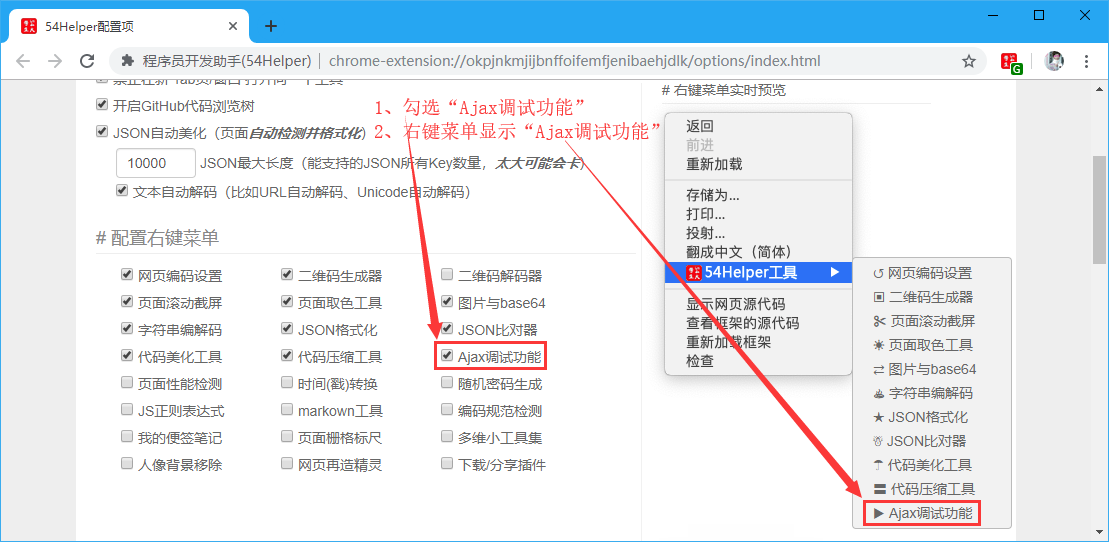 54Helper配置项
程序员开发助手(54Helper)
chrome-extension://okpjnkmjijbnffoifemfjenibaehjdlk/options/index.html
G
开启GitHub代码浏览树
JSON自动美化（页面自动检测并格式化）
10000 JSON最大长度（能支持的JSON所有Key数量，太大可能会卡）
文本自动解码（比如URL自动解码、Unicode自动解码）
1、勾选“Ajax调试功能”
2、右键菜单显示“Ajax调试功能”
# 配置右键菜单
网页编码设置 二维码生成器 二维码解码器
页面滚动截屏 页面取色工具 图片与base64
字符串编解码 JSON格式化 JSON比对器
代码美化工具 代码压缩工具 Ajax调试功能
页面性能检测 时间(戳)转换 随机密码生成
JS正则表达式 markown工具 编码规范检测
我的便签笔记 页面栅格标尺 多维小工具集
人像背景移除 网页再造精灵 下载/分享插件
# 右键菜单实时预览
返回
前进
重新加载
存储为...
打印...
投射...
翻成中文（简体）
54Helper工具
显示网页源代码
查看框架的源代码
重新加载框架
检查
网页编码设置
二维码生成器
页面滚动截屏
页面取色工具
图片与base64
字符串编解码
JSON格式化
JSON比对器
代码美化工具
代码压缩工具
Ajax调试功能